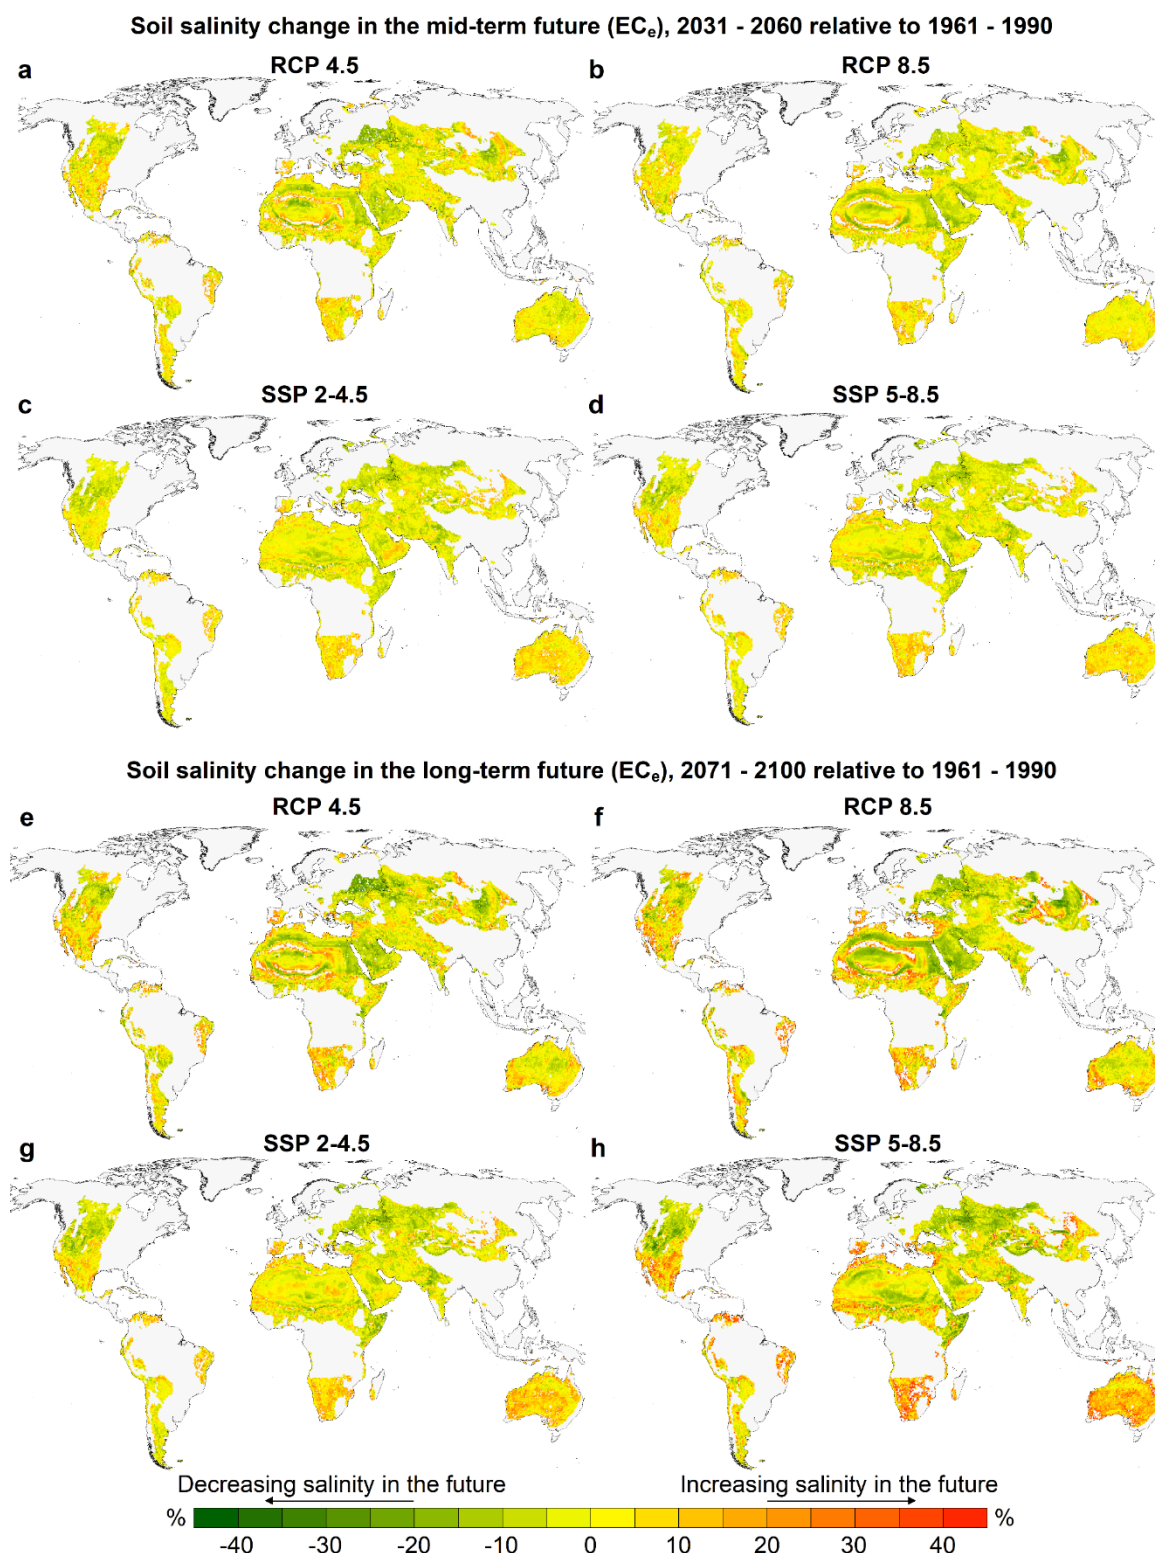 Soil salinity change in the mid-term future (ECe), 2031 - 2060 relative to 1961 - 1990
a RCP 4.5
b RCP 8.5
c SSP 2-4.5
d SSP 5-8.5
Soil salinity change in the long-term future (ECe), 2071 - 2100 relative to 1961 - 1990
e RCP 4.5
f RCP 8.5
g SSP 2-4.5
h SSP 5-8.5
Decreasing salinity in the future
Increasing salinity in the future
% %
-40 -30 -20 -10 0 10 20 30 40